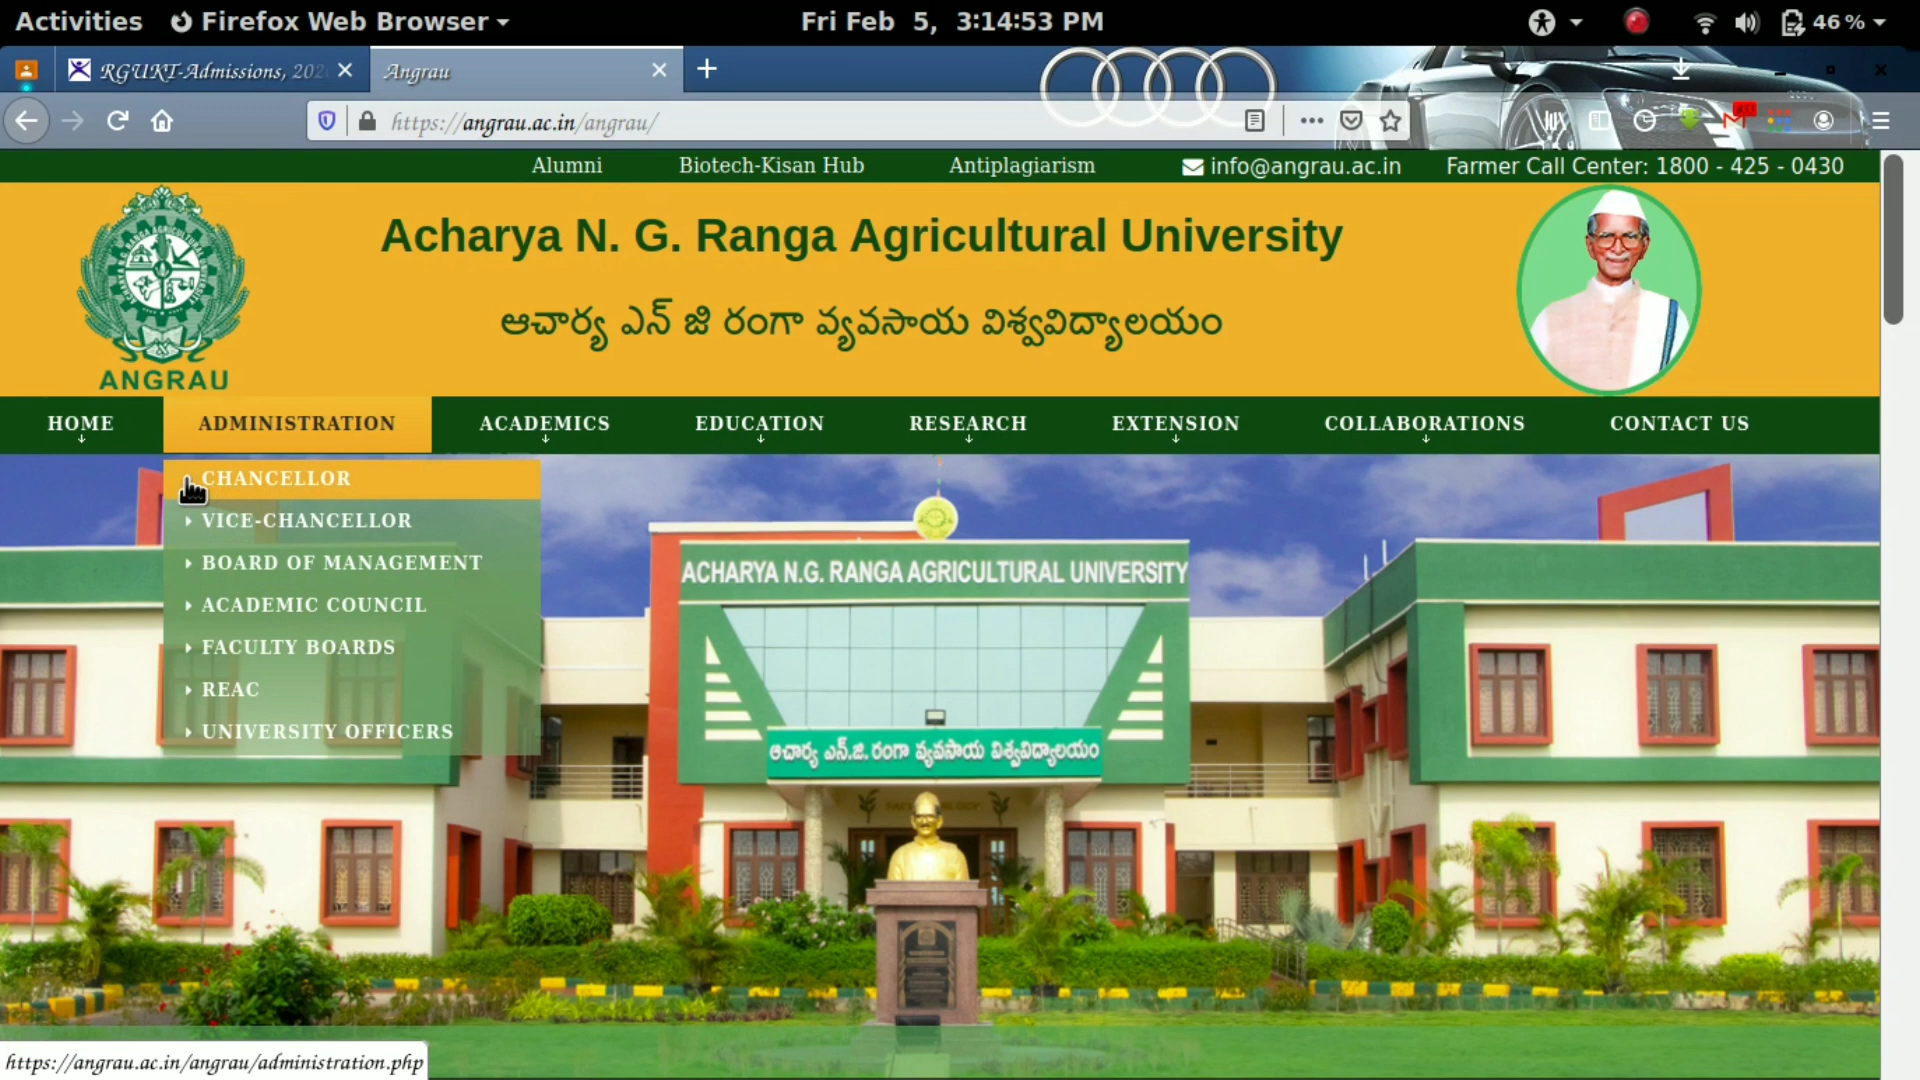 Activities Firefox Web Browser Fri Feb 5, 3:14:53 PM 46 %
RGUKT-Admissions, 202 Angrau
https://angrau.ac.in/angrau/
Alumni Biotech-Kisan Hub Antiplagiarism info@angrau.ac.in Farmer Call Center: 1800 - 425 - 0430
Acharya N. G. Ranga Agricultural University
ఆచార్య ఎన్ జి రంగా వ్యవసాయ విశ్వవిద్యాలయం
ANGRAU
HOME ADMINISTRATION ACADEMICS EDUCATION RESEARCH EXTENSION COLLABORATIONS CONTACT US
CHANCELLOR
VICE-CHANCELLOR
BOARD OF MANAGEMENT
ACADEMIC COUNCIL
FACULTY BOARDS
REAC
UNIVERSITY OFFICERS
ACHARYA N.G. RANGA AGRICULTURAL UNIVERSITY
ఆచార్య ఎన్.జి. రంగా వ్యవసాయ విశ్వవిద్యాలయం
https://angrau.ac.in/angrau/administration.php